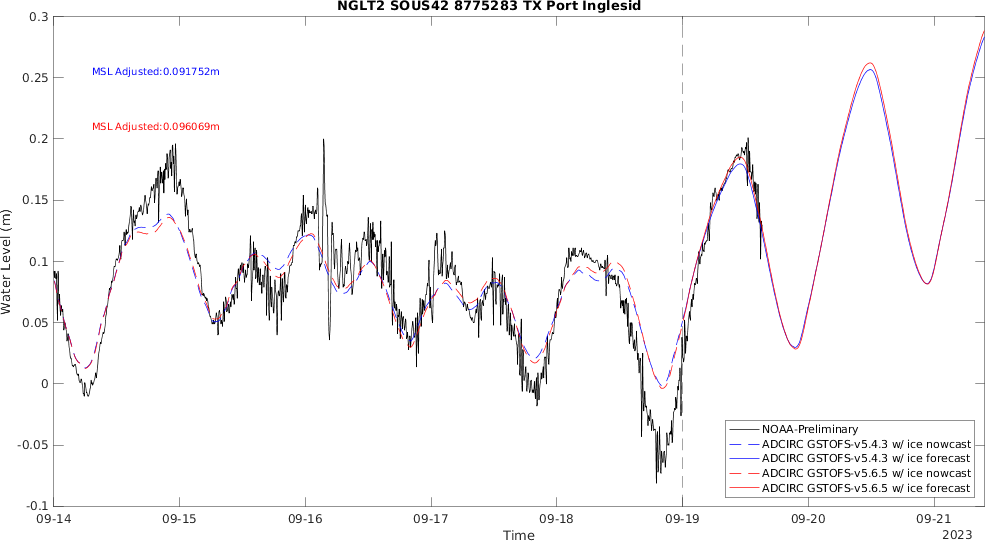 NGLT2 SOUS42 8775283 TX Port Inglesid
0.3
0.25
0.2
0.15
0.1
0.05
0
-0.05
-0.1
Water Level (m)
MSL Adjusted:0.091752m
MSL Adjusted:0.096069m
NOAA-Preliminary
ADCIRC GSTOFS-v5.4.3 w/ ice nowcast
ADCIRC GSTOFS-v5.4.3 w/ ice forecast
ADCIRC GSTOFS-v5.6.5 w/ ice nowcast
ADCIRC GSTOFS-v5.6.5 w/ ice forecast
09-14 09-15 09-16 09-17 09-18 09-19 09-20 09-21
Time
2023